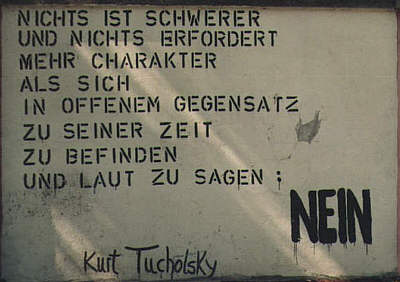 NICHTS IST SCHWERER
UND NICHTS ERFORDERT
MEHR CHARAKTER
ALS SICH
IN OFFENEM GEGENSATZ
ZU SEINER ZEIT
ZU BEFINDEN
UND LAUT ZU SAGEN :
NEIN
Kurt Tucholsky